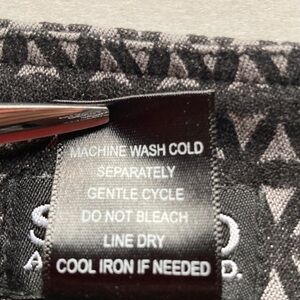 MACHINE WASH COLD
SEPARATELY
GENTLE CYCLE
DO NOT BLEACH
LINE DRY
COOL IRON IF NEEDED